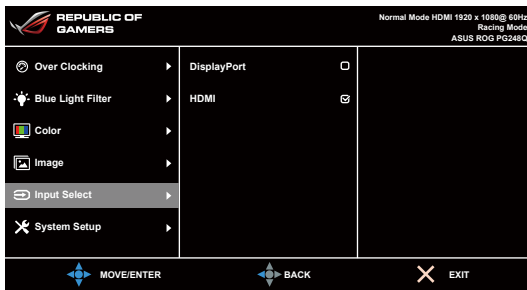 REPUBLIC OF
GAMERS
Normal Mode HDMI 1920 x 1080@ 60Hz
Racing Mode
ASUS ROG PG248Q
Over Clocking
Blue Light Filter
Color
Image
Input Select
System Setup
DisplayPort
HDMI
MOVE/ENTER
BACK
EXIT